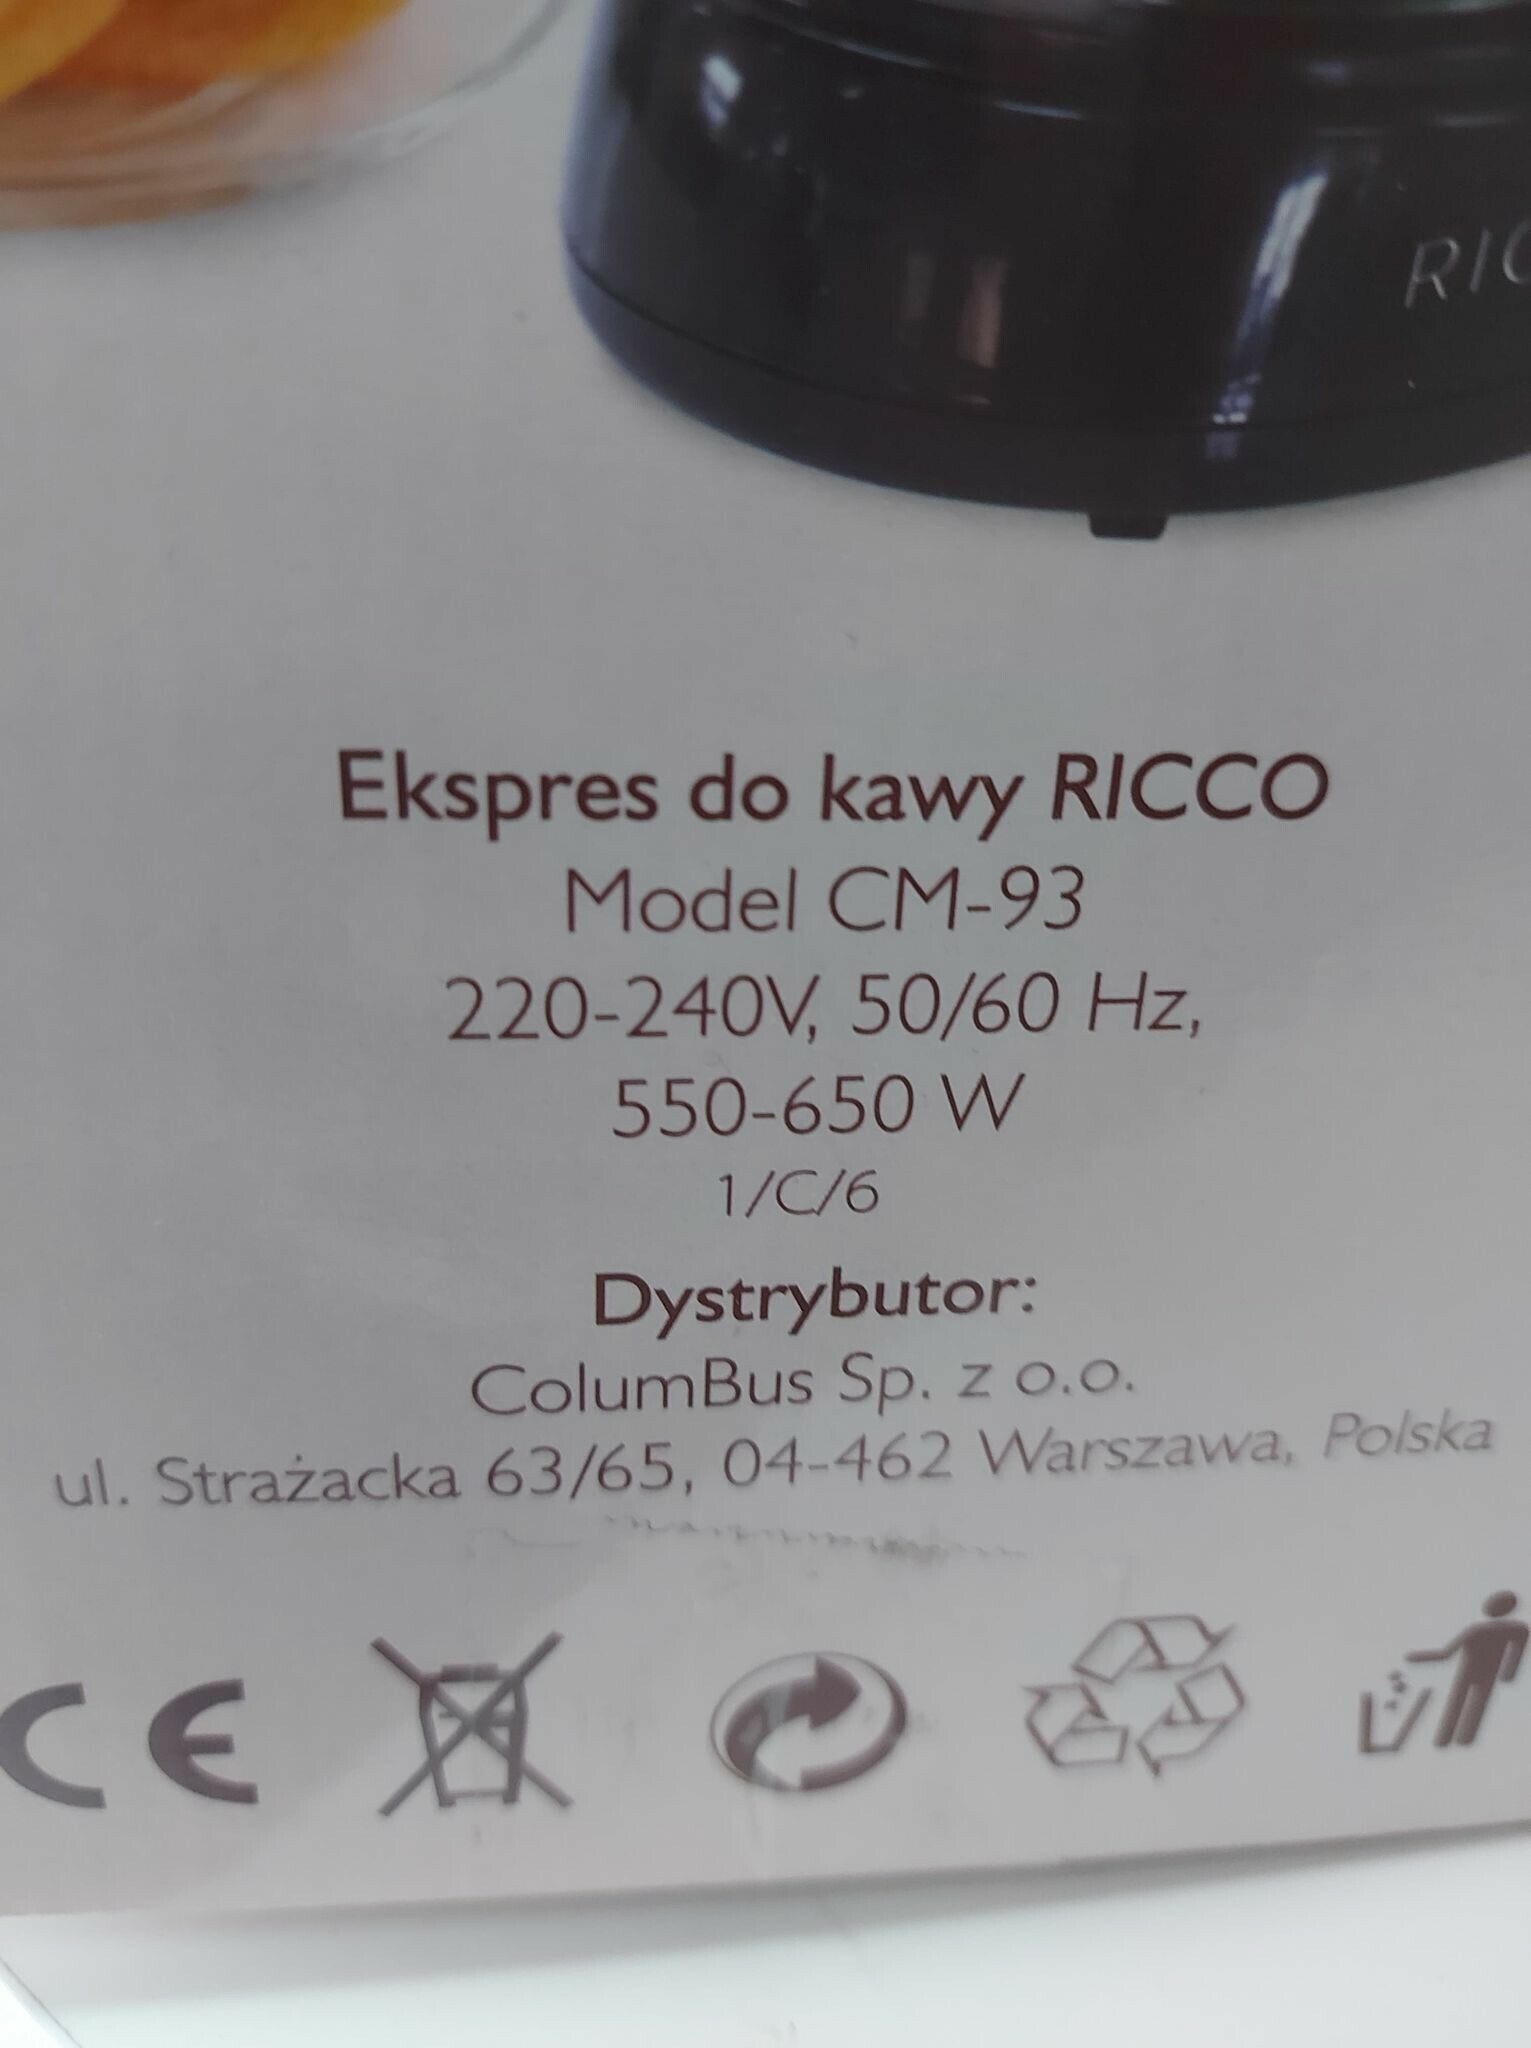 RIC
Ekspres do kawy RICCO
Model CM-93
220-240V, 50/60 Hz,
550-650 W
1/C/6
Dystrybutor:
ColumBus Sp. z o.o.
ul. Strażacka 63/65, 04-462 Warszawa, Polska
CE